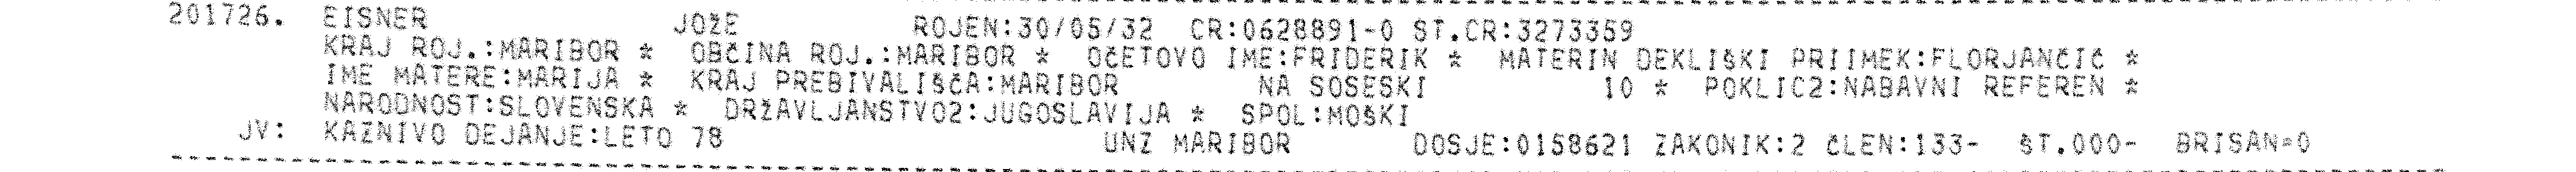 201726. EISNER JOŽE ROJEN:30/05/32 CR:0628891-0 ST.CR:3273359
KRAJ ROJ.:MARIBOR * OBČINA ROJ.:MARIBOR * OČETOVO IME:FRIDERIK * MATERIN DEKLIŠKI PRIIMEK:FLORJANČIČ *
IME MATERE:MARIJA * KRAJ PREBIVALIŠČA:MARIBOR NA SOSESKI 10 * POKLIC2:NABAVNI REFEREN *
NARODNOST:SLOVENSKA * DRŽAVLJANSTVO2:JUGOSLAVIJA * SPOL:MOŠKI
JV: KAZNIVO DEJANJE:LETO 78 UNZ MARIBOR DOSJE:0158621 ZAKONIK:2 ČLEN:133- ŠT.000- BRISAN=0